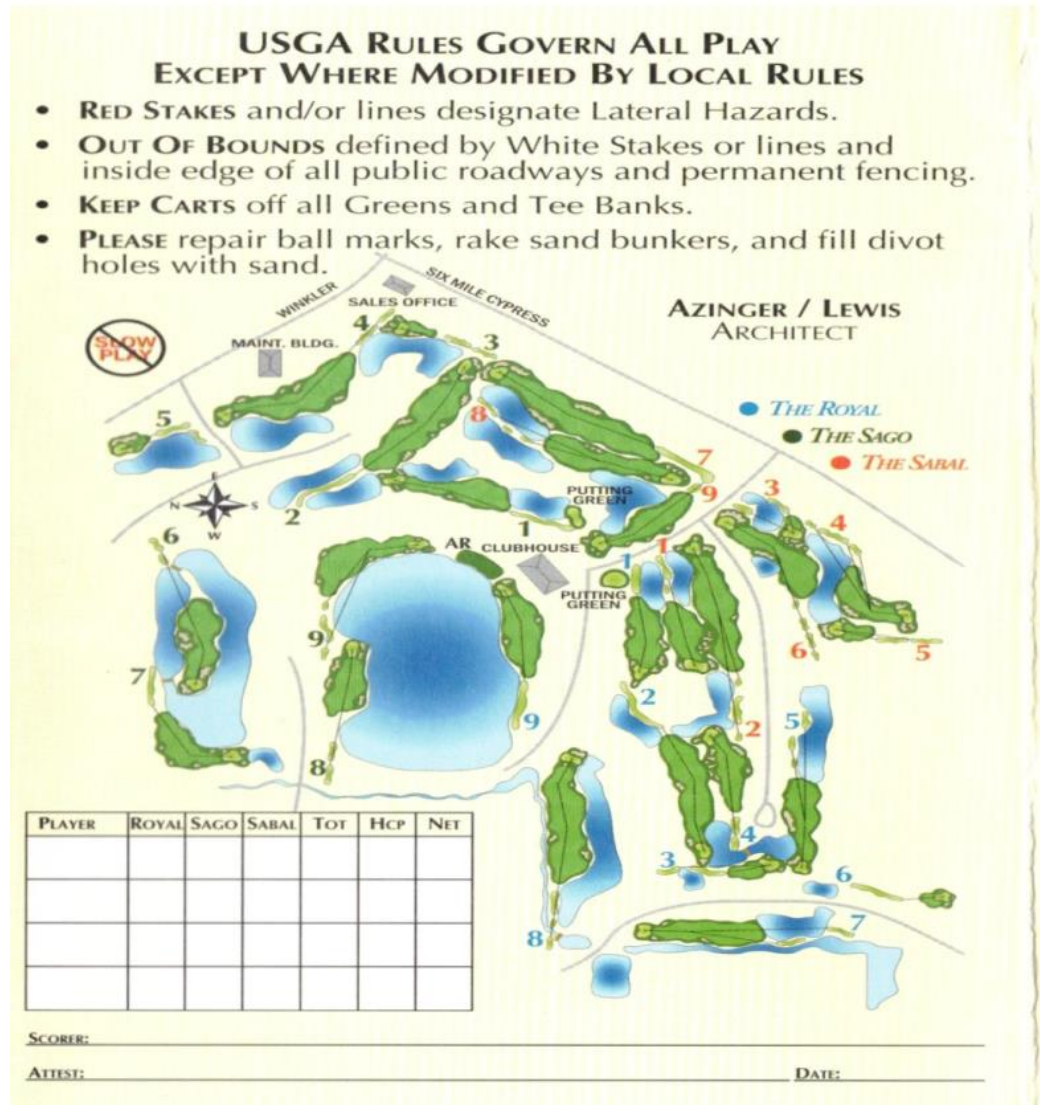 USGA RULES GOVERN ALL PLAY
EXCEPT WHERE MODIFIED BY LOCAL RULES
• RED STAKES and/or lines designate Lateral Hazards.
• OUT OF BOUNDS defined by White Stakes or lines and
inside edge of all public roadways and permanent fencing.
• KEEP CARTS off all Greens and Tee Banks.
• PLEASE repair ball marks, rake sand bunkers, and fill divot
holes with sand.
WINKLER
SALES OFFICE
SIX MILE CYPRESS
AZINGER / LEWIS
ARCHITECT
SLOW
PLAY
MAINT. BLDG.
4
3
5
8
THE ROYAL
THE SAGO
THE SABAL
7
9
PUTTING
GREEN
3
4
E
N S
W
2
1
6
AR CLUBHOUSE
1
1
PUTTING
GREEN
9
6
5
7
2
9
2
5
8
PLAYER ROYAL SAGO SABAL TOT HCP NET
4
3
6
7
8
SCORER:
ATTEST: DATE: